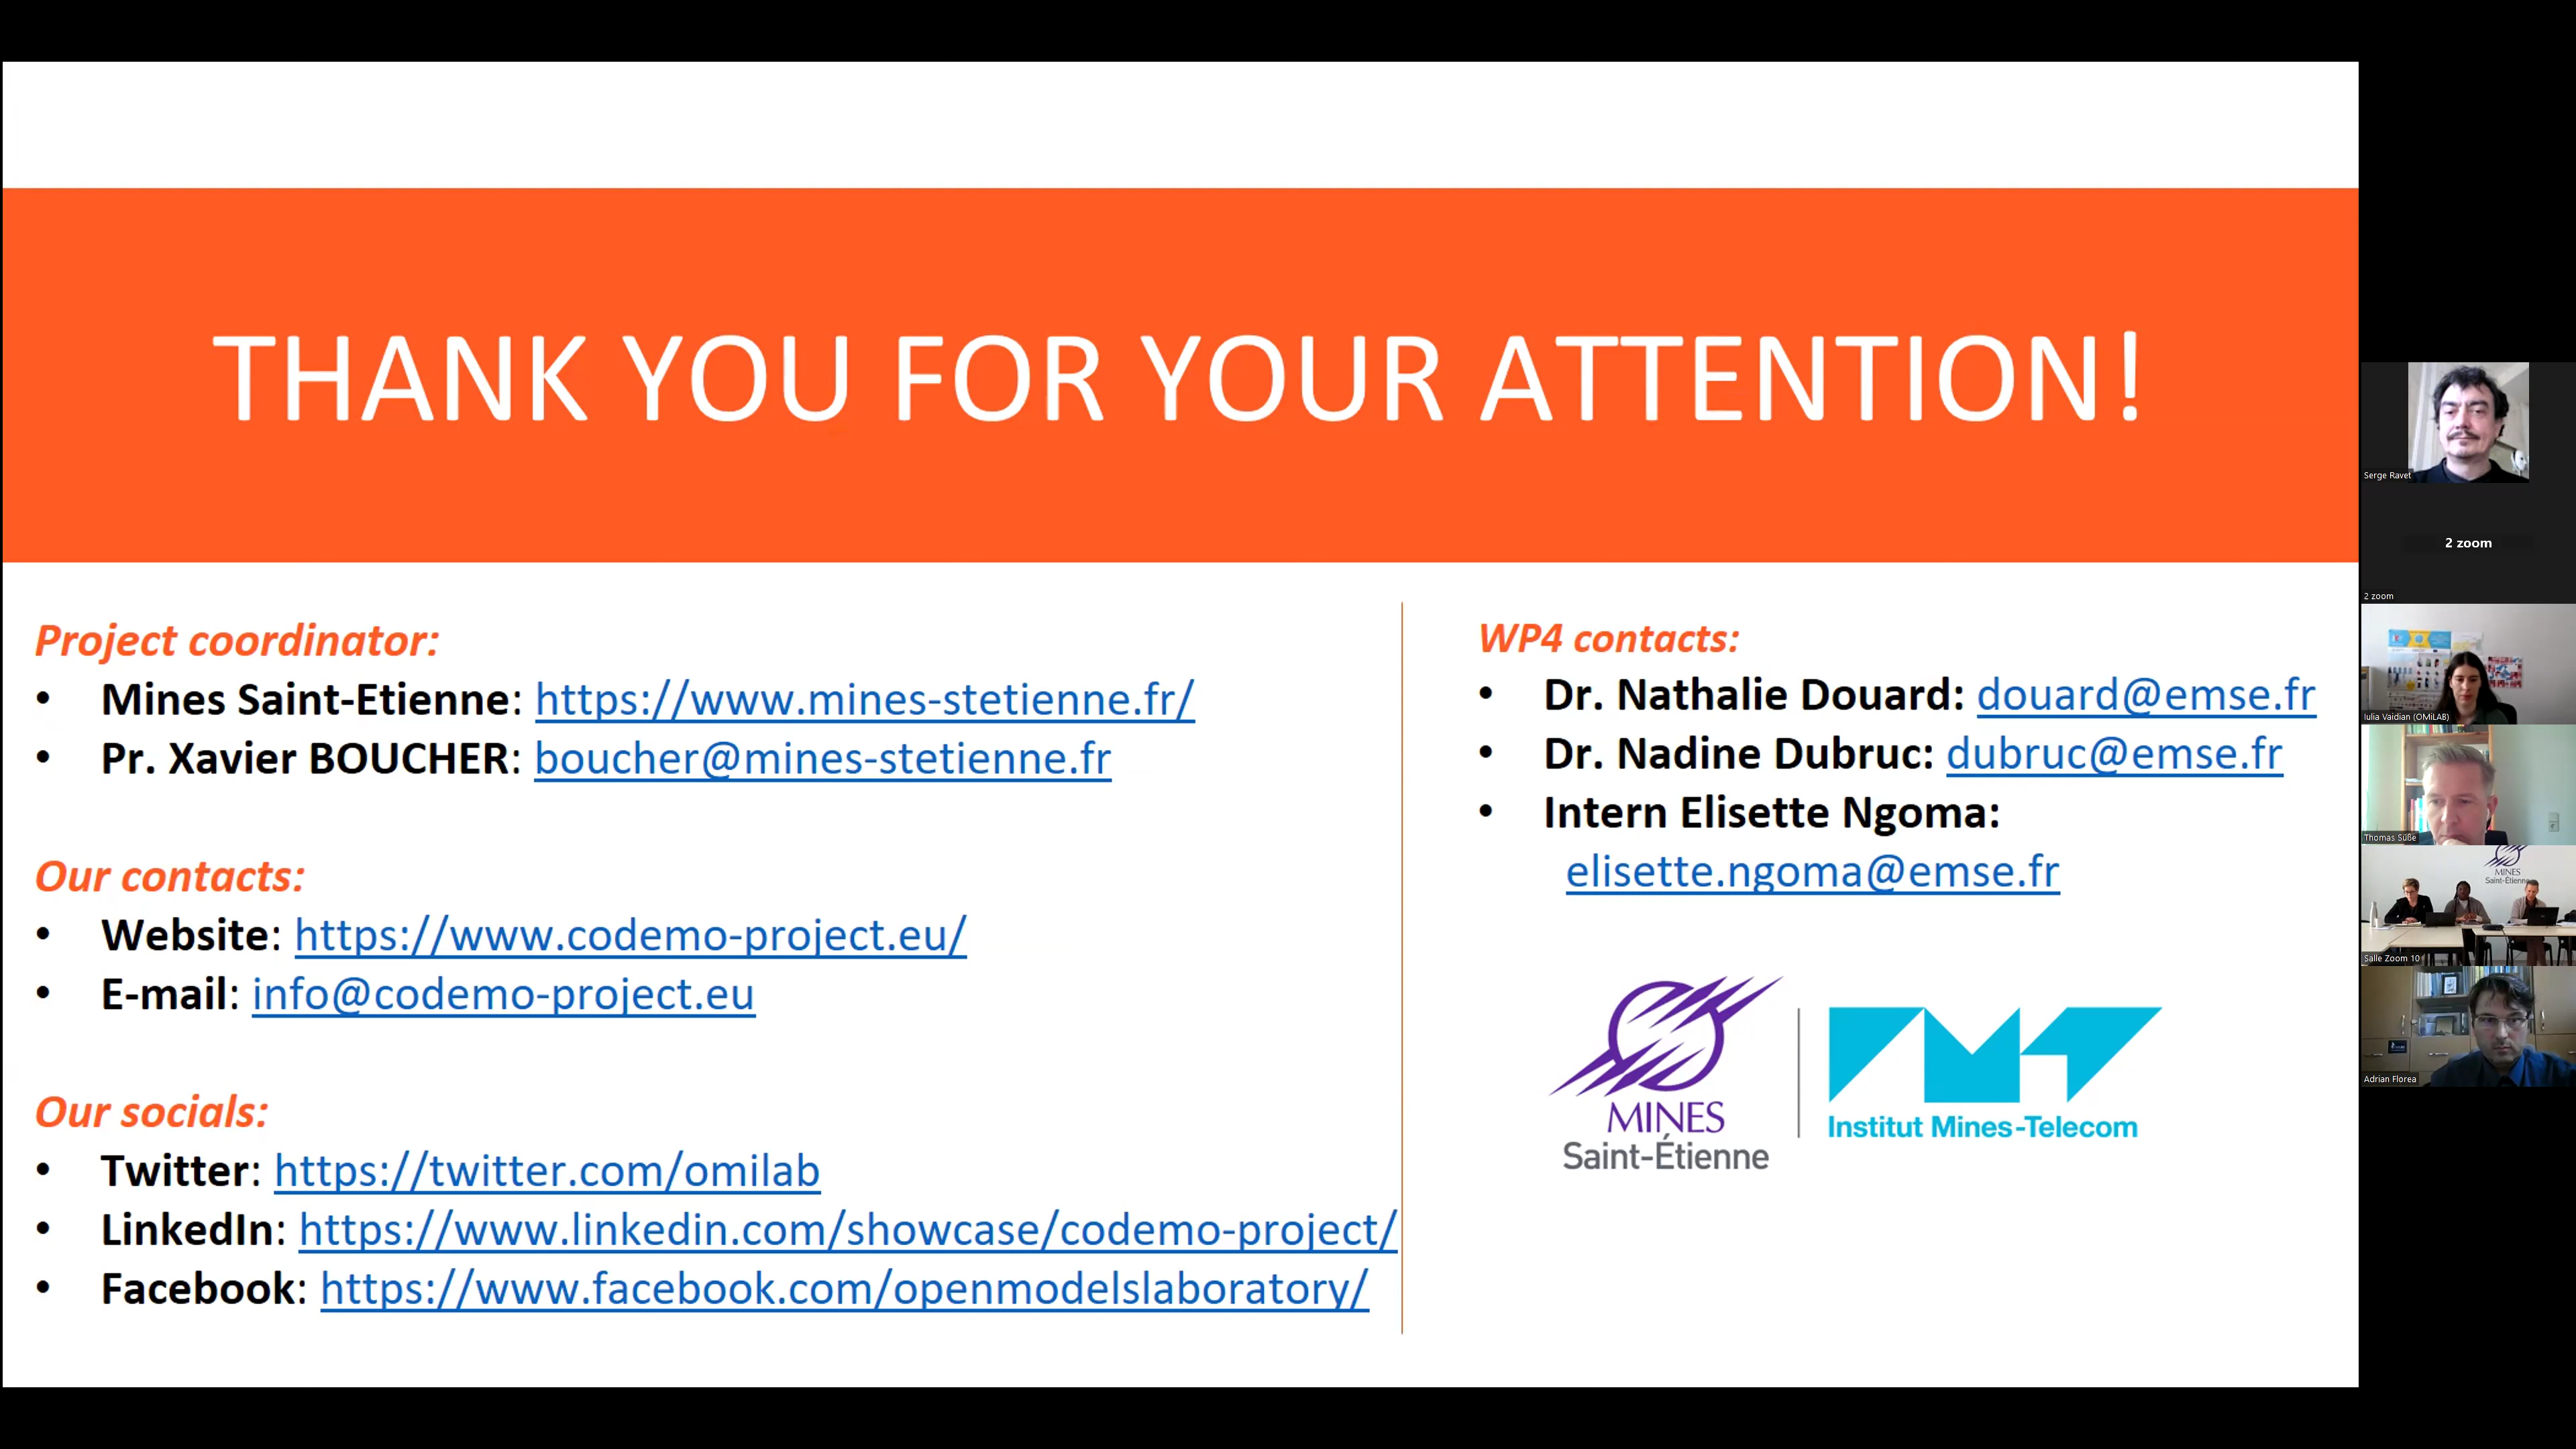 THANK YOU FOR YOUR ATTENTION!
Project coordinator:
• Mines Saint-Etienne: https://www.mines-stetienne.fr/
• Pr. Xavier BOUCHER: boucher@mines-stetienne.fr
Our contacts:
• Website: https://www.codemo-project.eu/
• E-mail: info@codemo-project.eu
Our socials:
• Twitter: https://twitter.com/omilab
• LinkedIn: https://www.linkedin.com/showcase/codemo-project/
• Facebook: https://www.facebook.com/openmodelslaboratory/
WP4 contacts:
• Dr. Nathalie Douard: douard@emse.fr
• Dr. Nadine Dubruc: dubruc@emse.fr
• Intern Elisette Ngoma:
elisette.ngoma@emse.fr
MINES
Saint-Étienne
Institut Mines-Telecom
Serge Ravet
2 zoom
2 zoom
Iulia Vaidian (OMiLAB)
Thomas Süße
MINES
Saint-Étienne
Salle Zoom 10
Adrian Florea